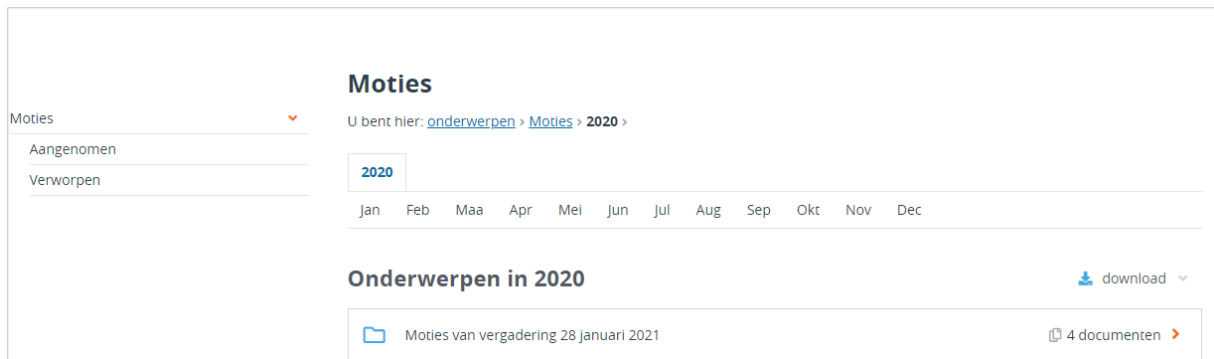 Moties
Moties
Aangenomen
Verworpen
U bent hier: onderwerpen › Moties › 2020 ›
2020
Jan Feb Maa Apr Mei Jun Jul Aug Sep Okt Nov Dec
Onderwerpen in 2020
download
Moties van vergadering 28 januari 2021
4 documenten